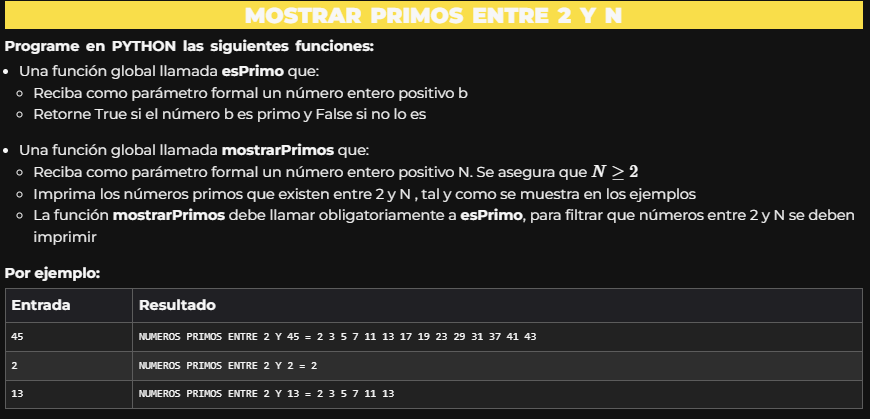 MOSTRAR PRIMOS ENTRE 2 Y N
Programe en PYTHON las siguientes funciones:
• Una función global llamada esPrimo que:
○ Reciba como parámetro formal un número entero positivo b
○ Retorne True si el número b es primo y False si no lo es
• Una función global llamada mostrarPrimos que:
○ Reciba como parámetro formal un número entero positivo N. Se asegura que N ≥ 2
○ Imprima los números primos que existen entre 2 y N , tal y como se muestra en los ejemplos
○ La función mostrarPrimos debe llamar obligatoriamente a esPrimo, para filtrar que números entre 2 y N se deben
imprimir
Por ejemplo:
Entrada Resultado
45 NUMEROS PRIMOS ENTRE 2 Y 45 = 2 3 5 7 11 13 17 19 23 29 31 37 41 43
2 NUMEROS PRIMOS ENTRE 2 Y 2 = 2
13 NUMEROS PRIMOS ENTRE 2 Y 13 = 2 3 5 7 11 13